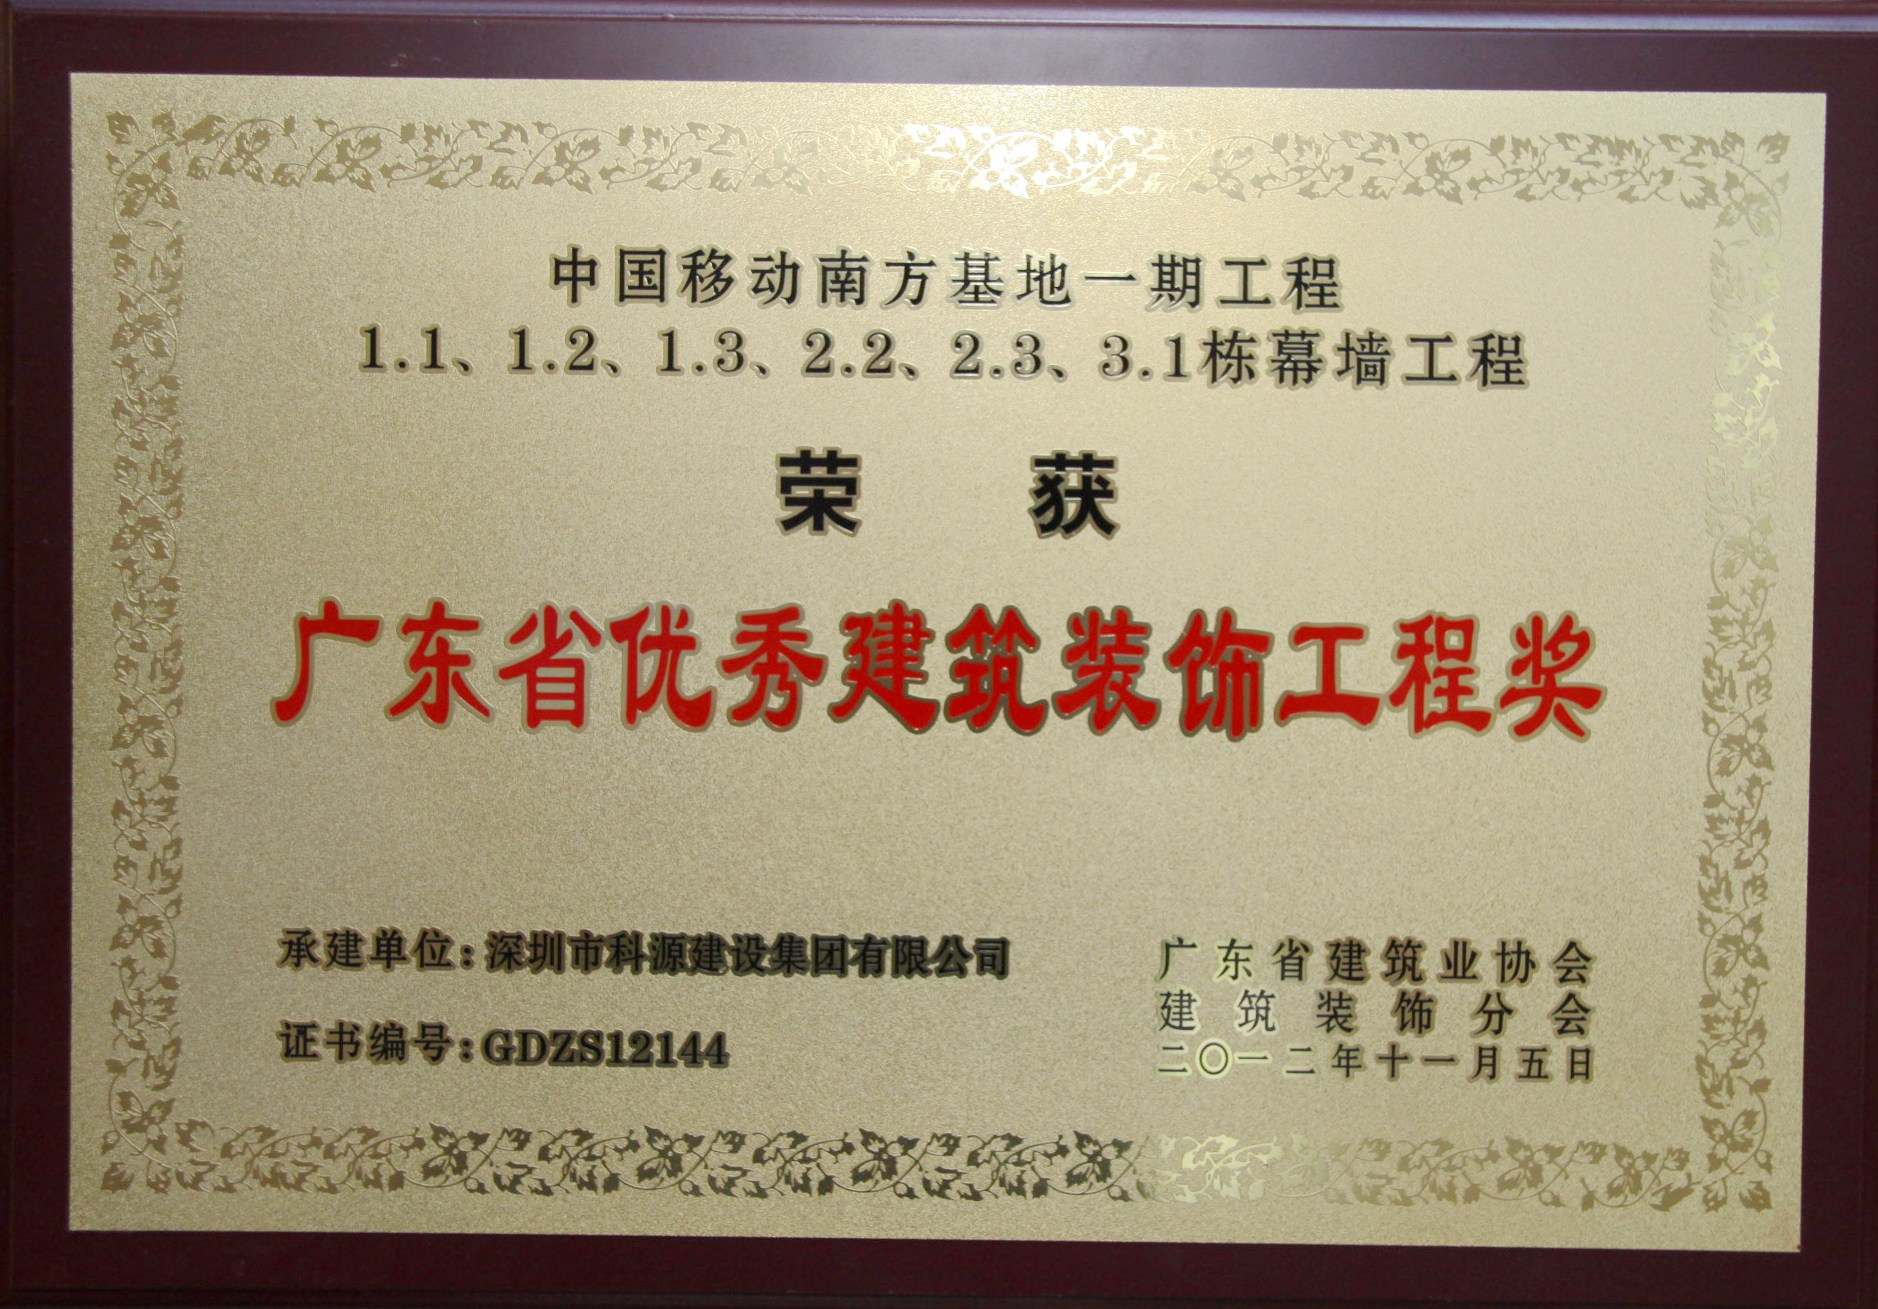 中国移动南方基地一期工程
1.1、1.2、1.3、2.2、2.3、3.1栋幕墙工程
荣 获
广东省优秀建筑装饰工程奖
承建单位：深圳市科源建设集团有限公司
证书编号：GDZS12144
广东省建筑业协会
建筑装饰分会
二〇一二年十一月五日